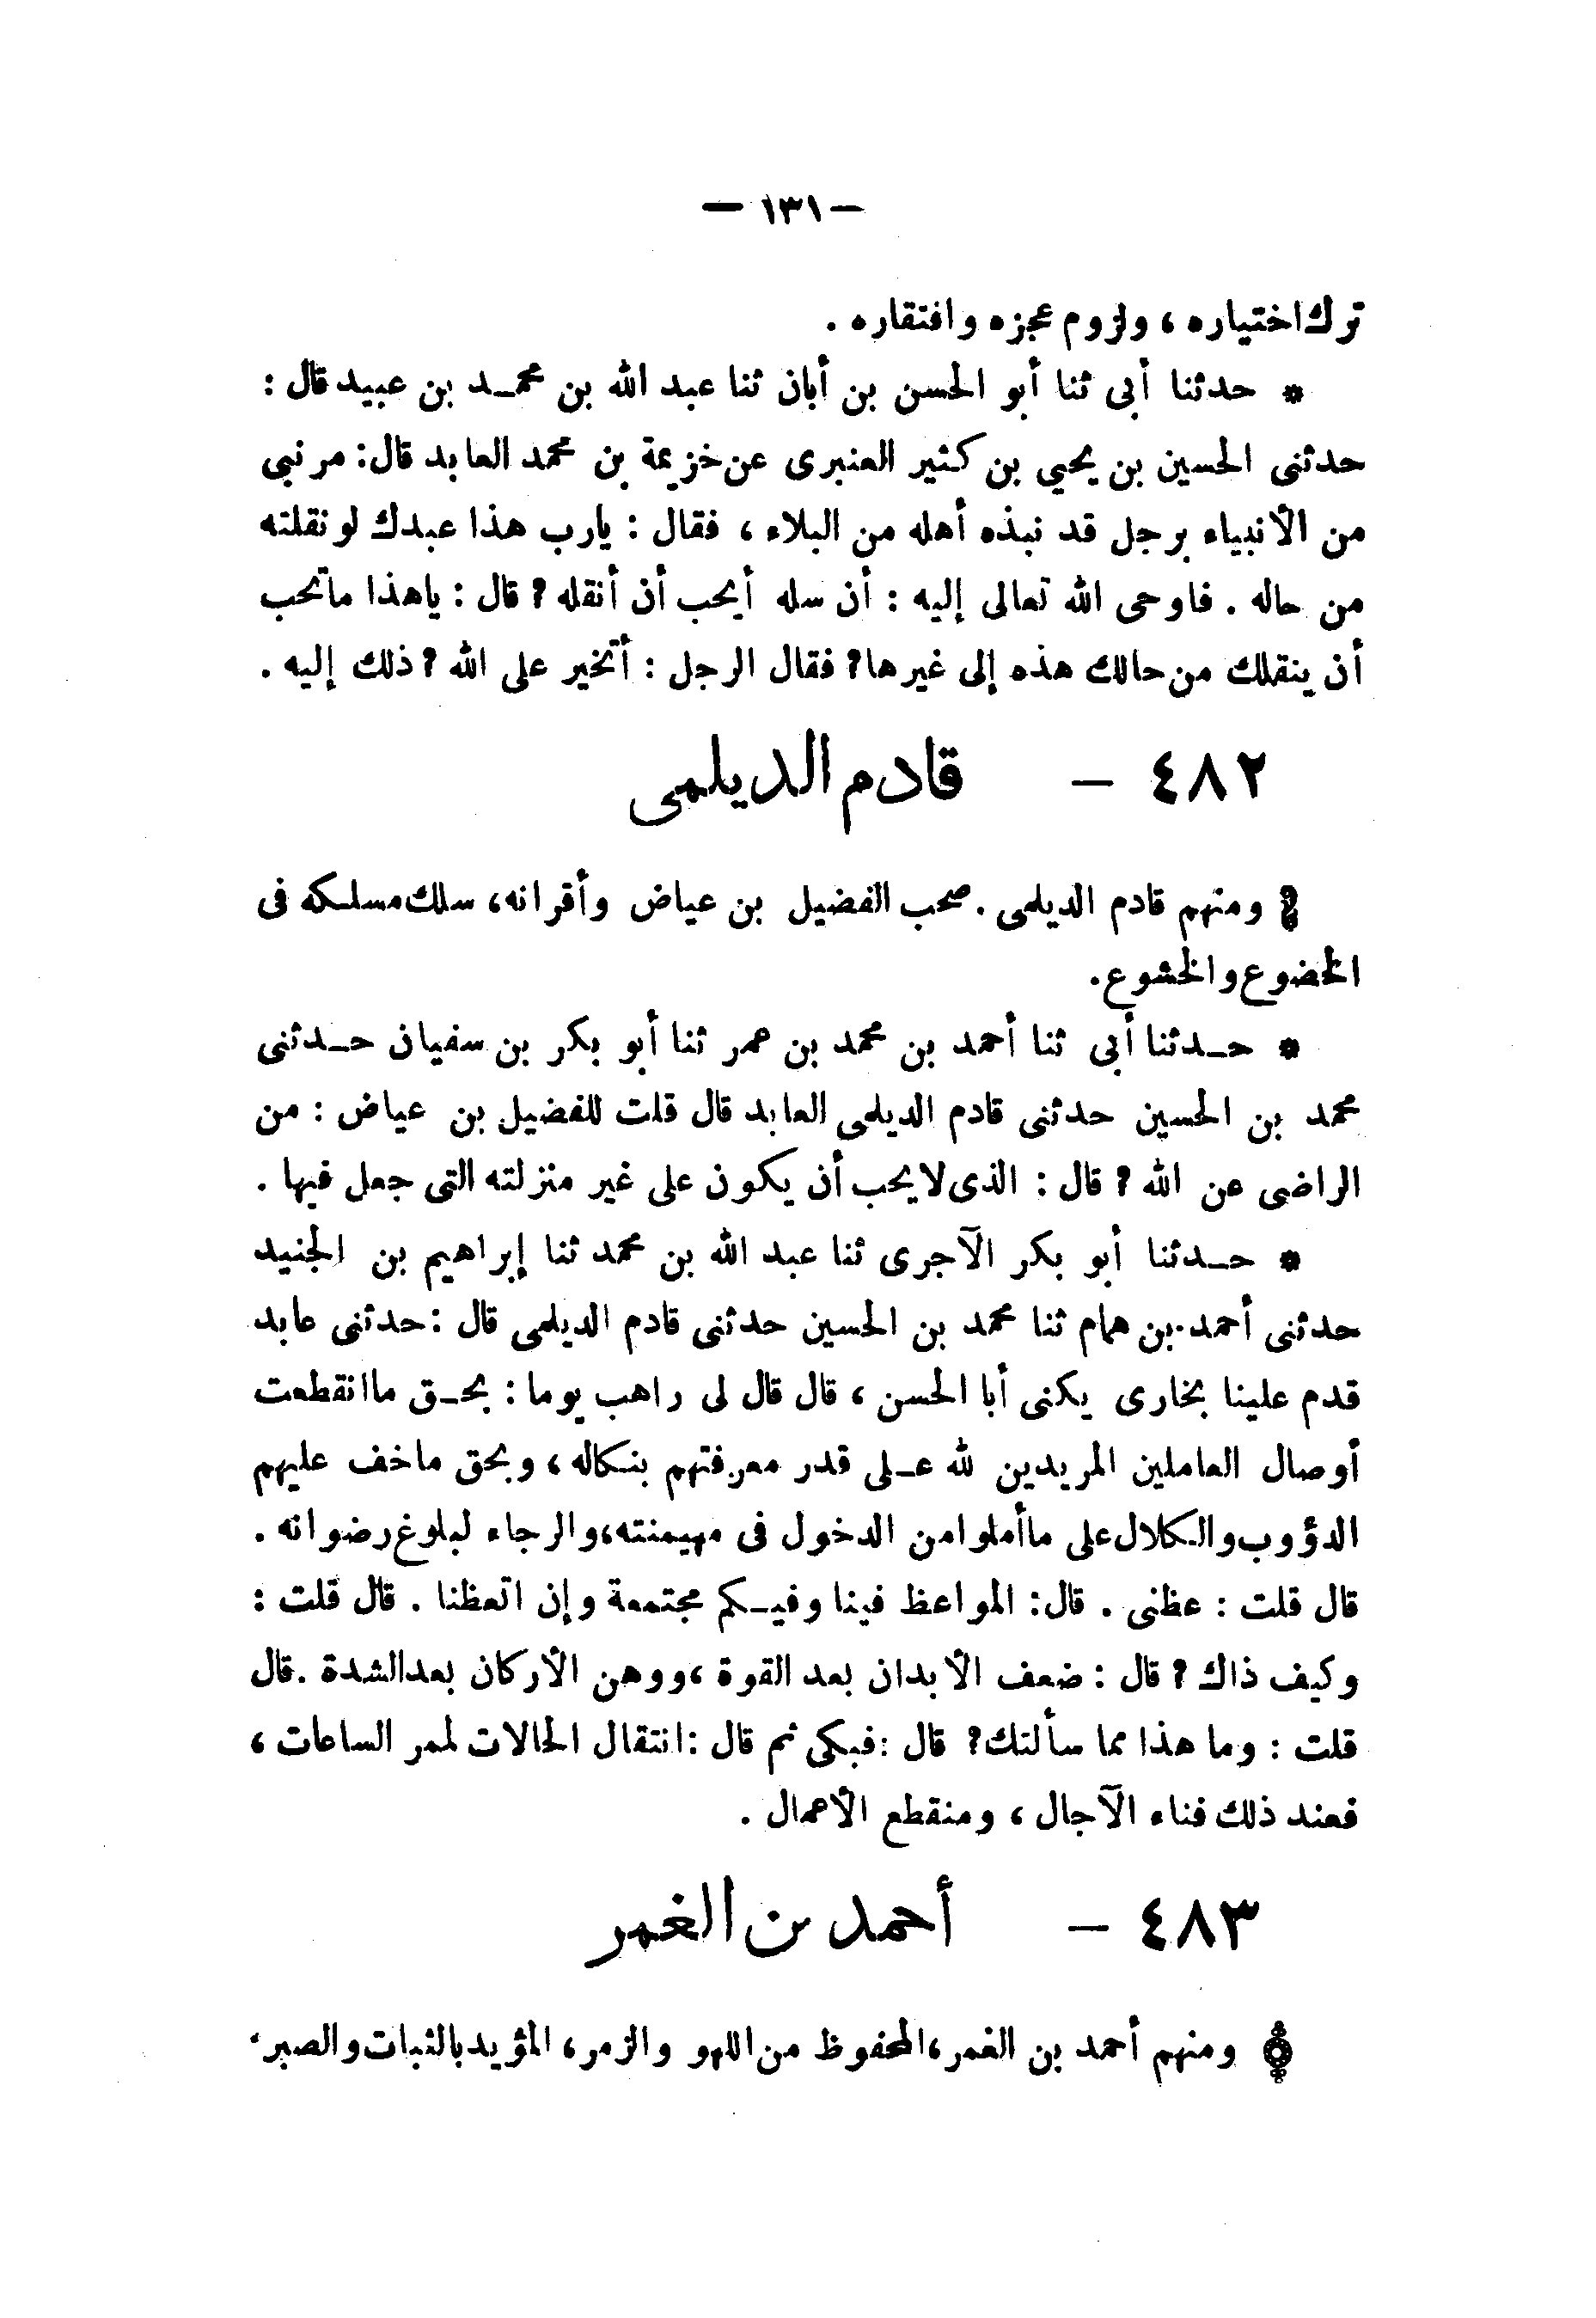 — ١٣١ —
ترك اختياره ، ولزوم عجزه وافتقاره .
* حدثنا أبى ثنا أبو الحسن بن أبان ثنا عبد الله بن محمد بن عبيد قال :
حدثنى الحسين بن يحيي بن كثير العنبرى عن خزيمة بن محمد العابد قال : مر نبي
من الأنبياء برجل قد نبذه أهله من البلاء ، فقال : يارب هذا عبدك لو نقلته
من حاله . فاوحى الله تعالى إليه : أن سله أيحب أن أنقله ? قال : ياهذا ماتحب
أن ينقلك من حالك هذه إلى غيرها ? فقال الرجل : أتخير على الله ? ذلك إليه .
٤٨٢ — قادم الديلمى
ومنهم قادم الديلمى . صحب الفضيل بن عياض وأقرانه ، سلك مسلكه فى
الخضوع والخشوع .
* حدثنا أبى ثنا أحمد بن محمد بن عمر ثنا أبو بكر بن سفيان حدثنى
محمد بن الحسين حدثنى قادم الديلمى العابد قال قلت للفضيل بن عياض : من
الراضى عن الله ? قال : الذى لا يحب أن يكون على غير منزلته التى جعل فيها .
* حدثنا أبو بكر الآجرى ثنا عبد الله بن محمد ثنا إبراهيم بن الجنيد
حدثنى أحمد بن همام ثنا محمد بن الحسين حدثنى قادم الديلمى قال : حدثنى عابد
قدم علينا بخارى يكنى أبا الحسن ، قال قال لى راهب يوما : بحق ماانقطعت
أوصال العاملين المريدين لله على قدر معرفتهم بنكاله ، وبحق ماخف عليهم
الدؤوب والكلال على ماأملوا من الدخول فى مهيمنته ، والرجاء لبلوغ رضوانه .
قال قلت : عظنى . قال : المواعظ فينا وفيكم مجتمعة وإن اتعظنا . قال قلت :
وكيف ذاك ? قال : ضعف الأبدان بعد القوة ، ووهن الأركان بعد الشدة . قال
قلت : وما هذا مما سألتك ? قال : فبكى ثم قال : انتقال الحالات لممر الساعات ،
فعند ذلك فناء الآجال ، ومنقطع الأعمال .
٤٨٣ — أحمد بن الغمر
ومنهم أحمد بن الغمر ، المحفوظ من اللهو والزمر ، المؤيد بالثبات والصبر ،